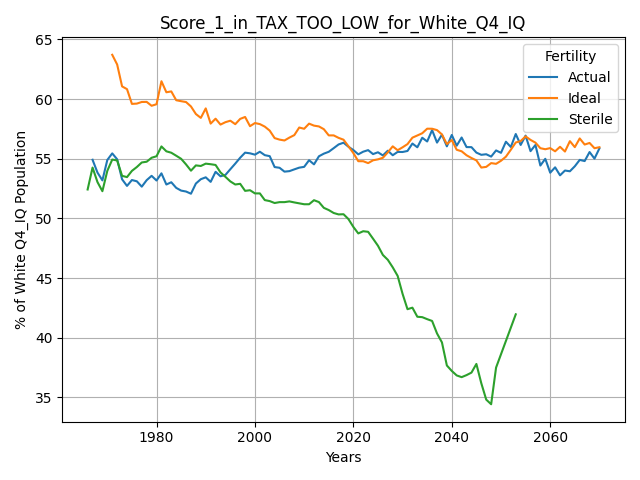 Score_1_in_TAX_TOO_LOW_for_White_Q4_IQ
% of White Q4_IQ Population
65
60
55
50
45
40
35
Fertility
Actual
Ideal
Sterile
1980
2000
2020
2040
2060
Years